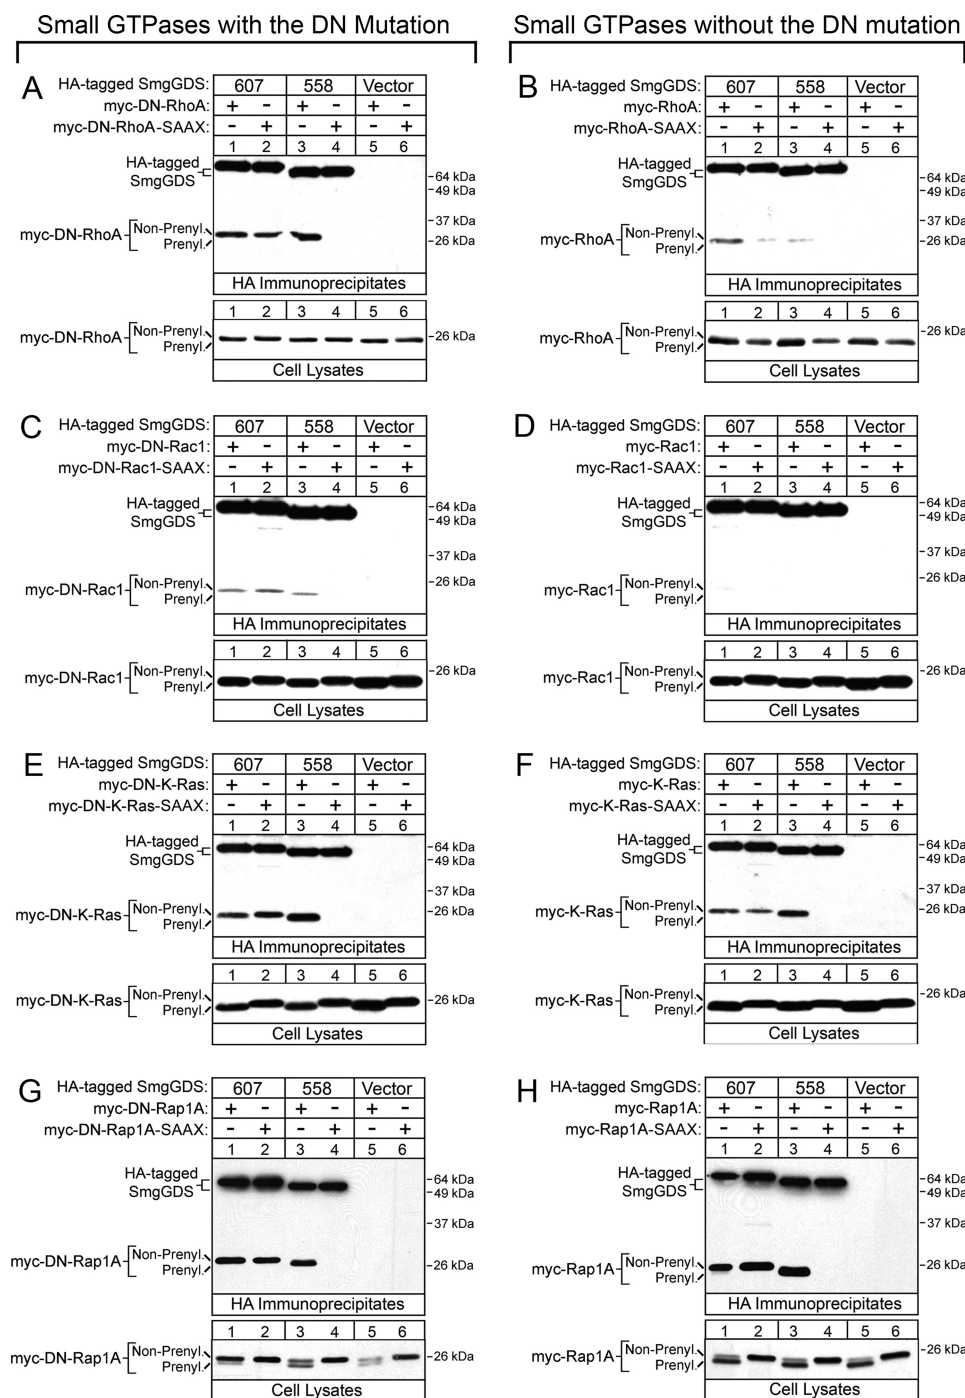 Small GTPases with the DN Mutation
Small GTPases without the DN mutation
A
HA-tagged SmgGDS: 607 558 Vector
myc-DN-RhoA: + - + - + -
myc-DN-RhoA-SAAX: - + - + - +
1 2 3 4 5 6
HA-tagged
SmgGDS
64 kDa
49 kDa
37 kDa
myc-DN-RhoA Non-Prenyl. 26 kDa
Prenyl.
HA Immunoprecipitates
1 2 3 4 5 6
myc-DN-RhoA Non-Prenyl. 26 kDa
Prenyl.
Cell Lysates
B
HA-tagged SmgGDS: 607 558 Vector
myc-RhoA: + - + - + -
myc-RhoA-SAAX: - + - + - +
1 2 3 4 5 6
HA-tagged
SmgGDS
64 kDa
49 kDa
37 kDa
myc-RhoA Non-Prenyl. 26 kDa
Prenyl.
HA Immunoprecipitates
1 2 3 4 5 6
myc-RhoA Non-Prenyl. 26 kDa
Prenyl.
Cell Lysates
C
HA-tagged SmgGDS: 607 558 Vector
myc-DN-Rac1: + - + - + -
myc-DN-Rac1-SAAX: - + - + - +
1 2 3 4 5 6
HA-tagged
SmgGDS
64 kDa
49 kDa
37 kDa
myc-DN-Rac1 Non-Prenyl. 26 kDa
Prenyl.
HA Immunoprecipitates
1 2 3 4 5 6
myc-DN-Rac1 Non-Prenyl. 26 kDa
Prenyl.
Cell Lysates
D
HA-tagged SmgGDS: 607 558 Vector
myc-Rac1: + - + - + -
myc-Rac1-SAAX: - + - + - +
1 2 3 4 5 6
HA-tagged
SmgGDS
64 kDa
49 kDa
37 kDa
myc-Rac1 Non-Prenyl. 26 kDa
Prenyl.
HA Immunoprecipitates
1 2 3 4 5 6
myc-Rac1 Non-Prenyl. 26 kDa
Prenyl.
Cell Lysates
E
HA-tagged SmgGDS: 607 558 Vector
myc-DN-K-Ras: + - + - + -
myc-DN-K-Ras-SAAX: - + - + - +
1 2 3 4 5 6
HA-tagged
SmgGDS
64 kDa
49 kDa
37 kDa
myc-DN-K-Ras Non-Prenyl. 26 kDa
Prenyl.
HA Immunoprecipitates
1 2 3 4 5 6
myc-DN-K-Ras Non-Prenyl. 26 kDa
Prenyl.
Cell Lysates
F
HA-tagged SmgGDS: 607 558 Vector
myc-K-Ras: + - + - + -
myc-K-Ras-SAAX: - + - + - +
1 2 3 4 5 6
HA-tagged
SmgGDS
64 kDa
49 kDa
37 kDa
myc-K-Ras Non-Prenyl. 26 kDa
Prenyl.
HA Immunoprecipitates
1 2 3 4 5 6
myc-K-Ras Non-Prenyl. 26 kDa
Prenyl.
Cell Lysates
G
HA-tagged SmgGDS: 607 558 Vector
myc-DN-Rap1A: + - + - + -
myc-DN-Rap1A-SAAX: - + - + - +
1 2 3 4 5 6
HA-tagged
SmgGDS
64 kDa
49 kDa
37 kDa
myc-DN-Rap1A Non-Prenyl. 26 kDa
Prenyl.
HA Immunoprecipitates
1 2 3 4 5 6
myc-DN-Rap1A Non-Prenyl. 26 kDa
Prenyl.
Cell Lysates
H
HA-tagged SmgGDS: 607 558 Vector
myc-Rap1A: + - + - + -
myc-Rap1A-SAAX: - + - + - +
1 2 3 4 5 6
HA-tagged
SmgGDS
64 kDa
49 kDa
37 kDa
myc-Rap1A Non-Prenyl. 26 kDa
Prenyl.
HA Immunoprecipitates
1 2 3 4 5 6
myc-Rap1A Non-Prenyl. 26 kDa
Prenyl.
Cell Lysates